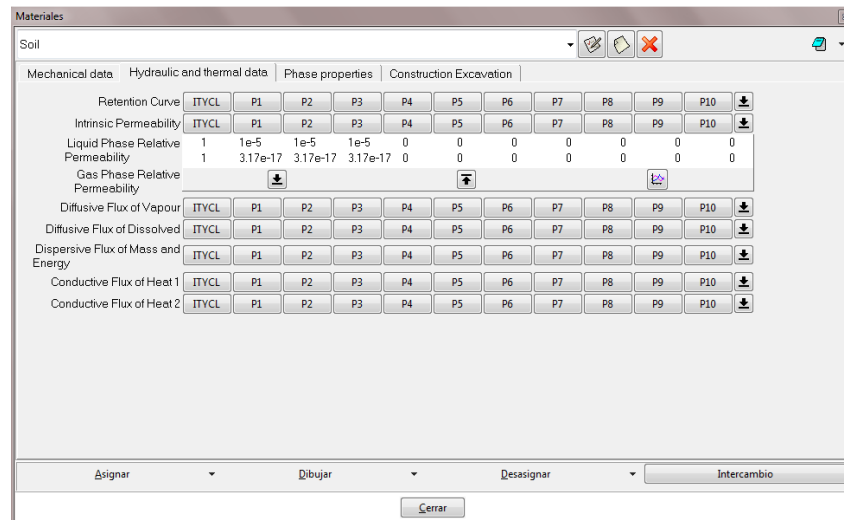 Materiales
Soil
Mechanical data Hydraulic and thermal data Phase properties Construction Excavation
Retention Curve ITYCL P1 P2 P3 P4 P5 P6 P7 P8 P9 P10
Intrinsic Permeability ITYCL P1 P2 P3 P4 P5 P6 P7 P8 P9 P10
Liquid Phase Relative Permeability
1 1e-5 1e-5 1e-5 0 0 0 0 0 0 0
1 3.17e-17 3.17e-17 3.17e-17 0 0 0 0 0 0 0
Gas Phase Relative
Permeability
Diffusive Flux of Vapour ITYCL P1 P2 P3 P4 P5 P6 P7 P8 P9 P10
Diffusive Flux of Dissolved ITYCL P1 P2 P3 P4 P5 P6 P7 P8 P9 P10
Dispersive Flux of Mass and
Energy ITYCL P1 P2 P3 P4 P5 P6 P7 P8 P9 P10
Conductive Flux of Heat 1 ITYCL P1 P2 P3 P4 P5 P6 P7 P8 P9 P10
Conductive Flux of Heat 2 ITYCL P1 P2 P3 P4 P5 P6 P7 P8 P9 P10
Asignar Dibujar Desasignar Intercambio
Cerrar